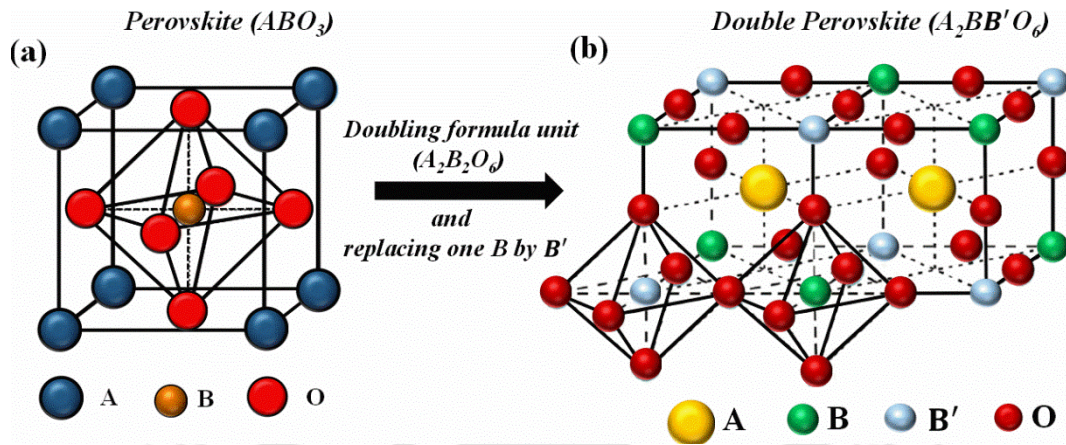 Perovskite (ABO₃)
Double Perovskite (A₂BB′O₆)
(a)
(b)
Doubling formula unit
(A₂B₂O₆)
and
replacing one B by B′
A B O
A B B′ O